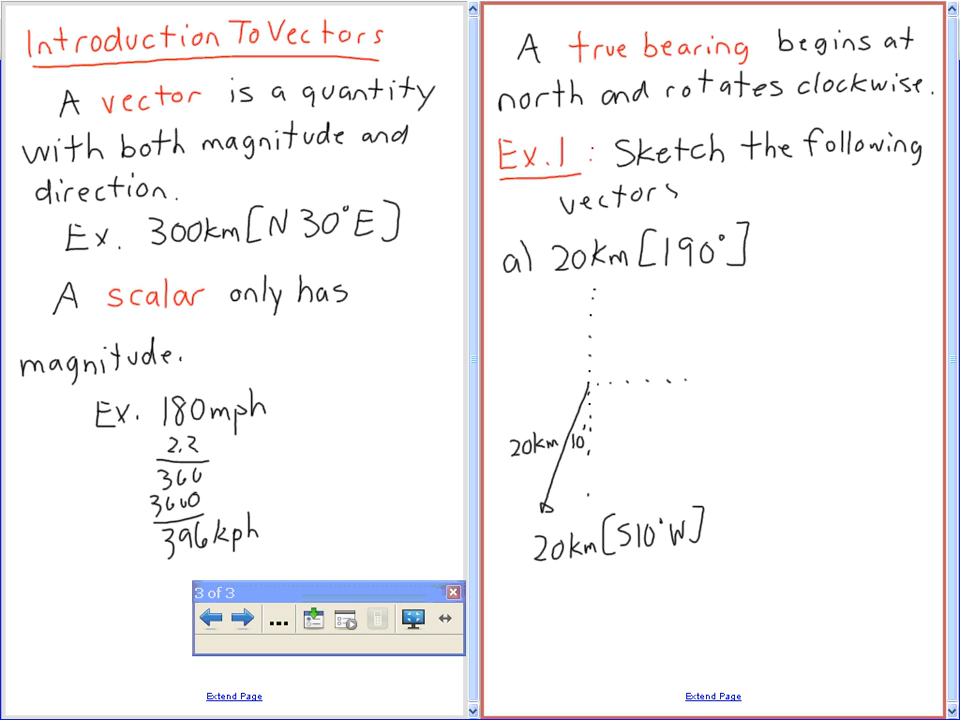 Introduction To Vectors
A vector is a quantity
with both magnitude and
direction.
Ex. 300km[N 30°E]
A scalar only has
magnitude.
Ex. 180mph
2.2
360
3600
396kph
3 of 3
...
Extend Page
A true bearing begins at
north and rotates clockwise.
Ex.1 : Sketch the following
vectors
a) 20km[190°]
20km
10°
20km[S10°W]
Extend Page